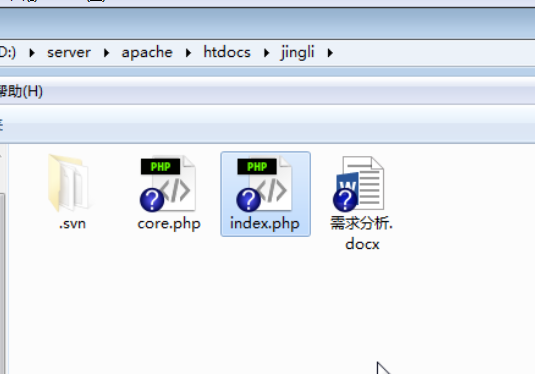 D:) ▸ server ▸ apache ▸ htdocs ▸ jingli ▸
帮助(H)
PHP
PHP
.svn
core.php
index.php
需求分析.
docx